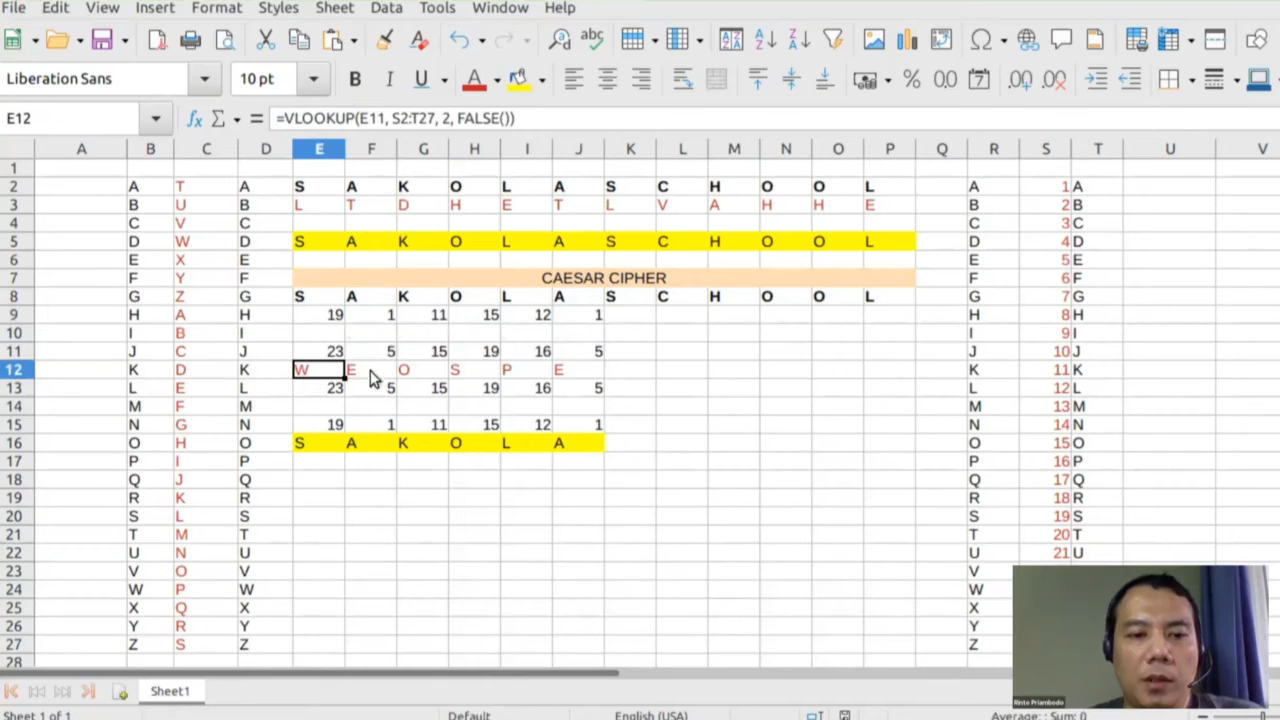 File Edit View Insert Format Styles Sheet Data Tools Window Help
Liberation Sans 10 pt
E12 =VLOOKUP(E11, S2:T27, 2, FALSE())
A B C D E F G H I J K L M N O P Q R S T U V
1
2 A T A S A K O L A S C H O O L A 1 A
3 B U B L T D H E T L V A H H E B 2 B
4 C V C C 3 C
5 D W D S A K O L A S C H O O L D 4 D
6 E X E E 5 E
7 F Y F CAESAR CIPHER F 6 F
8 G Z G S A K O L A S C H O O L G 7 G
9 H A H 19 1 11 15 12 1 H 8 H
10 I B I I 9 I
11 J C J 23 5 15 19 16 5 J 10 J
12 K D K W E O S P E K 11 K
13 L E L 23 5 15 19 16 5 L 12 L
14 M F M M 13 M
15 N G N 19 1 11 15 12 1 N 14 N
16 O H O S A K O L A O 15 O
17 P I P P 16 P
18 Q J Q Q 17 Q
19 R K R R 18 R
20 S L S S 19 S
21 T M T T 20 T
22 U N U U 21 U
23 V O V V
24 W P W W
25 X Q X X
26 Y R Y Y
27 Z S Z Z
28
Rinto Priambodo
Sheet1
Sheet 1 of 1 Default English (USA) Average: ; Sum: 0